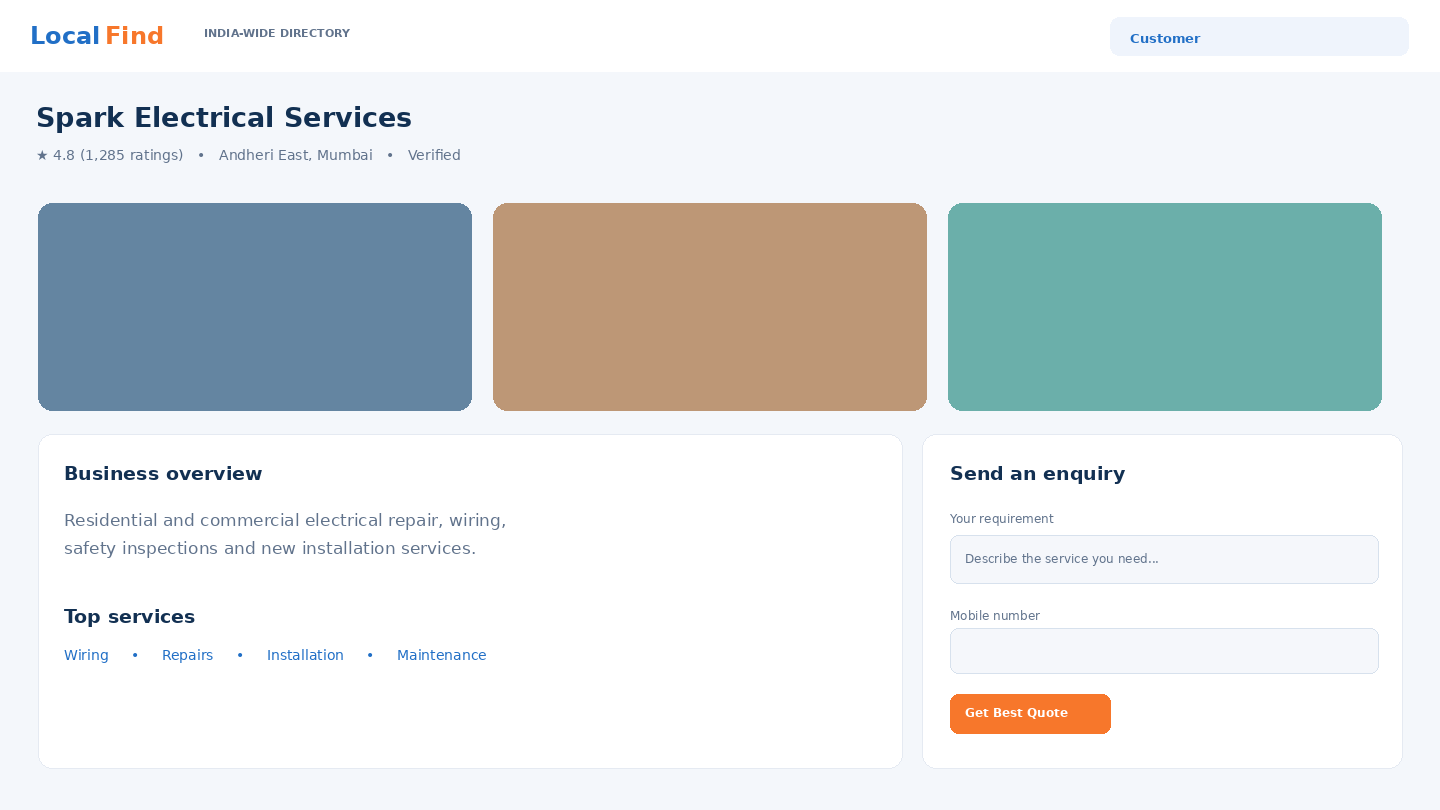 LocalFind INDIA-WIDE DIRECTORY Customer
Spark Electrical Services
★ 4.8 (1,285 ratings) • Andheri East, Mumbai • Verified
Business overview
Residential and commercial electrical repair, wiring,
safety inspections and new installation services.
Top services
Wiring • Repairs • Installation • Maintenance
Send an enquiry
Your requirement
Describe the service you need...
Mobile number
Get Best Quote